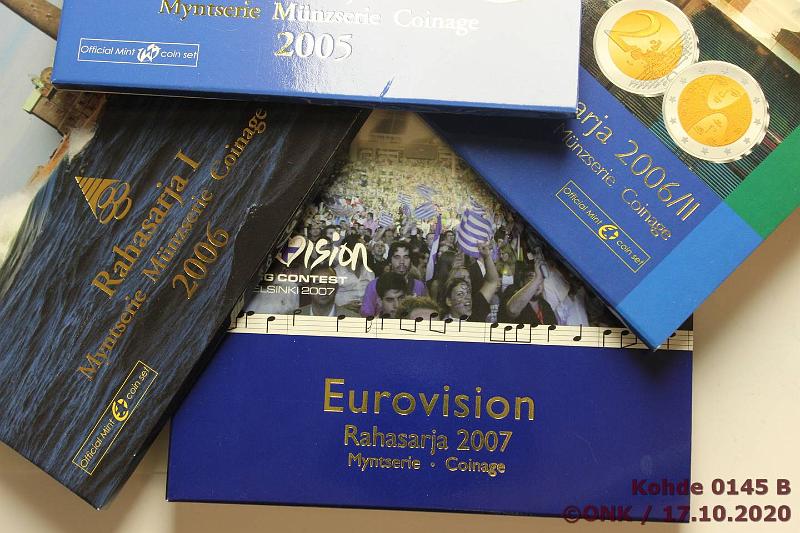 Myntserie Münzserie Coinage
2005
Official Mint coin set
Rahasarja I
Myntserie Münzserie Coinage
2006
Official Mint coin set
arja 2006/II
Münzserie Coinage
Official Mint coin set
ision
G CONTEST
ELSINKI 2007
Eurovision
Rahasarja 2007
Myntserie · Coinage
Kohde 0145 B
©ONK / 17.10.2020